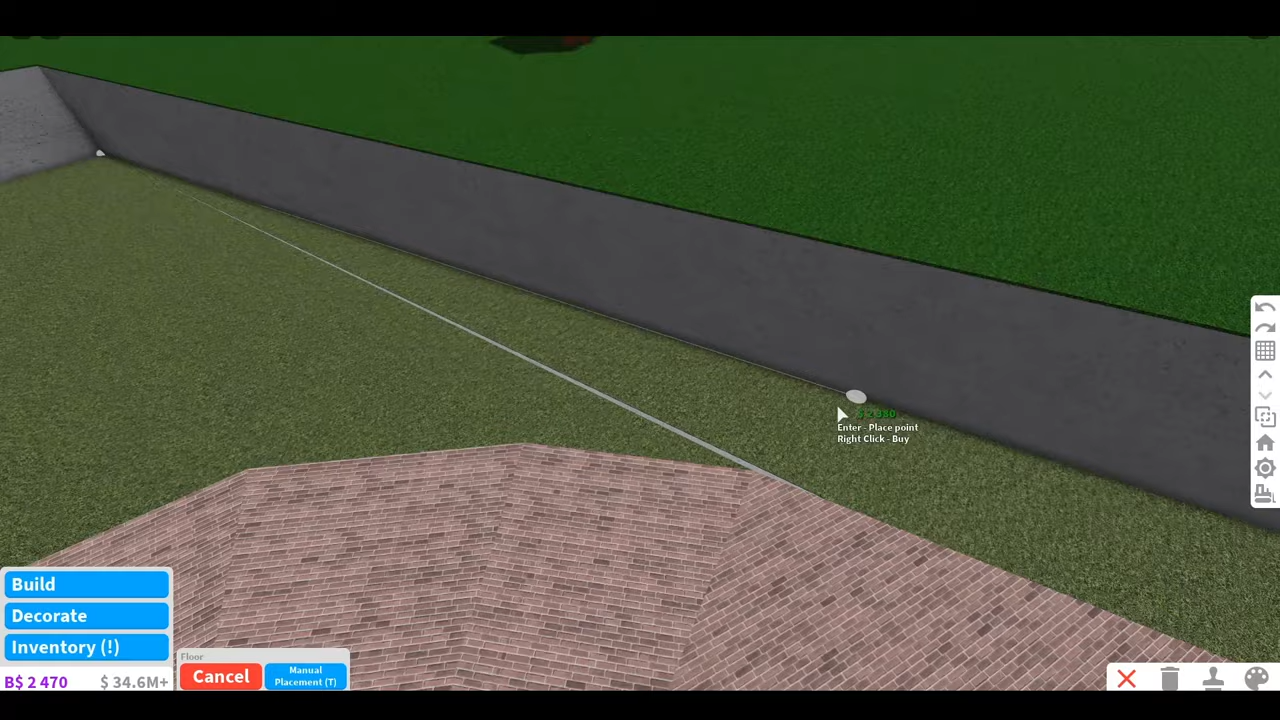 Enter - Place point
Right Click - Buy
Build
Decorate
Inventory (!)
B$ 2 470
$ 34.6M+
Floor
Cancel
Manual
Placement (T)